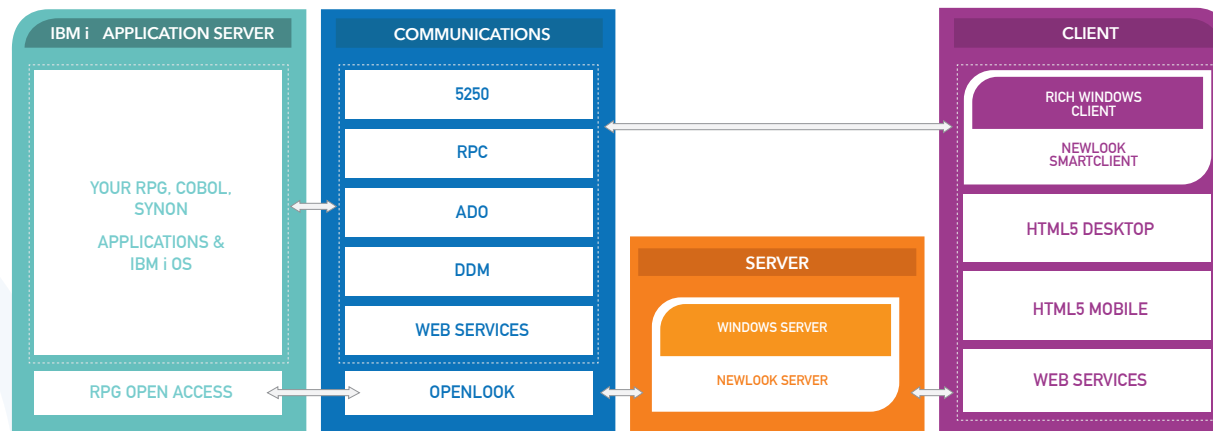 IBM i APPLICATION SERVER
YOUR RPG, COBOL,
SYNON
APPLICATIONS &
IBM i OS
RPG OPEN ACCESS
COMMUNICATIONS
5250
RPC
ADO
DDM
WEB SERVICES
OPENLOOK
SERVER
WINDOWS SERVER
NEWLOOK SERVER
CLIENT
RICH WINDOWS
CLIENT
NEWLOOK
SMARTCLIENT
HTML5 DESKTOP
HTML5 MOBILE
WEB SERVICES